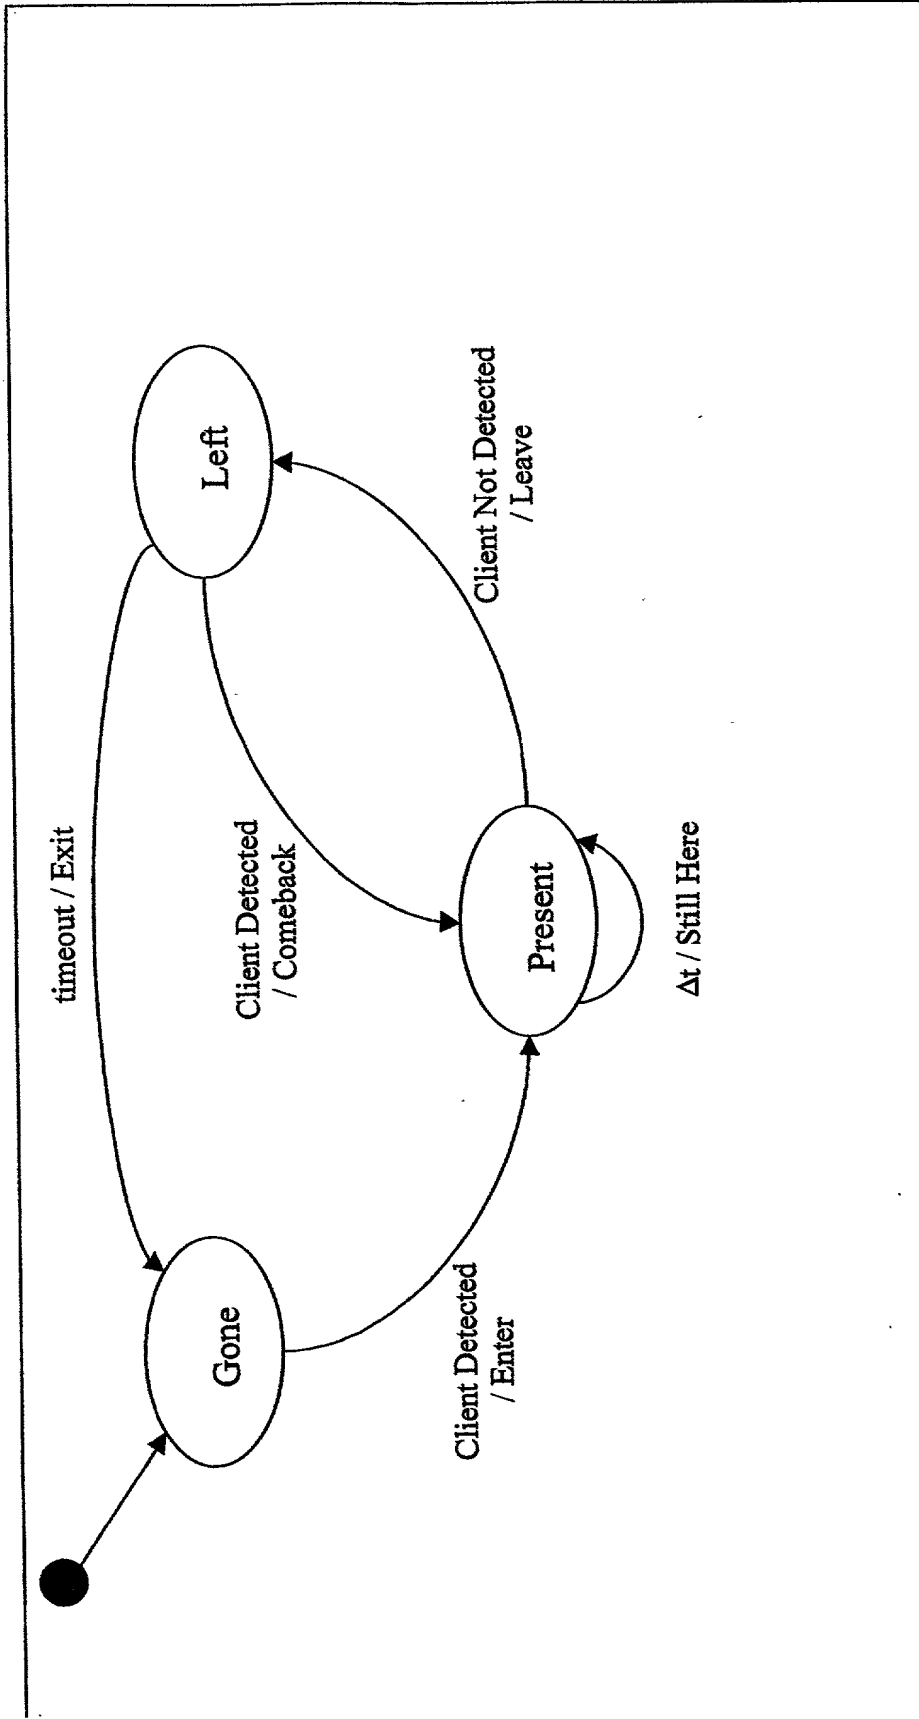 timeout / Exit
Gone
Left
Client Detected
/ Comeback
Client Detected
/ Enter
Present
Client Not Detected
/ Leave
Δt / Still Here